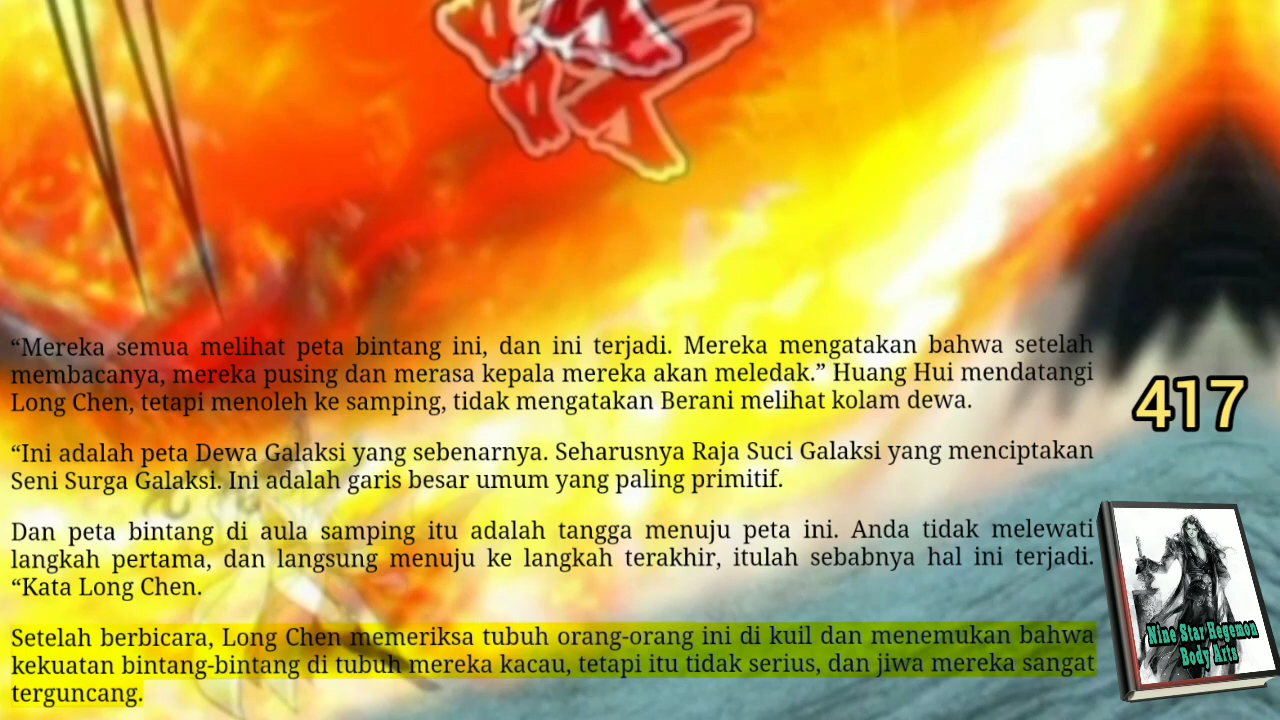 “Mereka semua melihat peta bintang ini, dan ini terjadi. Mereka mengatakan bahwa setelah
membacanya, mereka pusing dan merasa kepala mereka akan meledak.” Huang Hui mendatangi
Long Chen, tetapi menoleh ke samping, tidak mengatakan Berani melihat kolam dewa.
“Ini adalah peta Dewa Galaksi yang sebenarnya. Seharusnya Raja Suci Galaksi yang menciptakan
Seni Surga Galaksi. Ini adalah garis besar umum yang paling primitif.
Dan peta bintang di aula samping itu adalah tangga menuju peta ini. Anda tidak melewati
langkah pertama, dan langsung menuju ke langkah terakhir, itulah sebabnya hal ini terjadi.
“Kata Long Chen.
Setelah berbicara, Long Chen memeriksa tubuh orang-orang ini di kuil dan menemukan bahwa
kekuatan bintang-bintang di tubuh mereka kacau, tetapi itu tidak serius, dan jiwa mereka sangat
terguncang.
417
Nine Star Hegemon
Body Arts